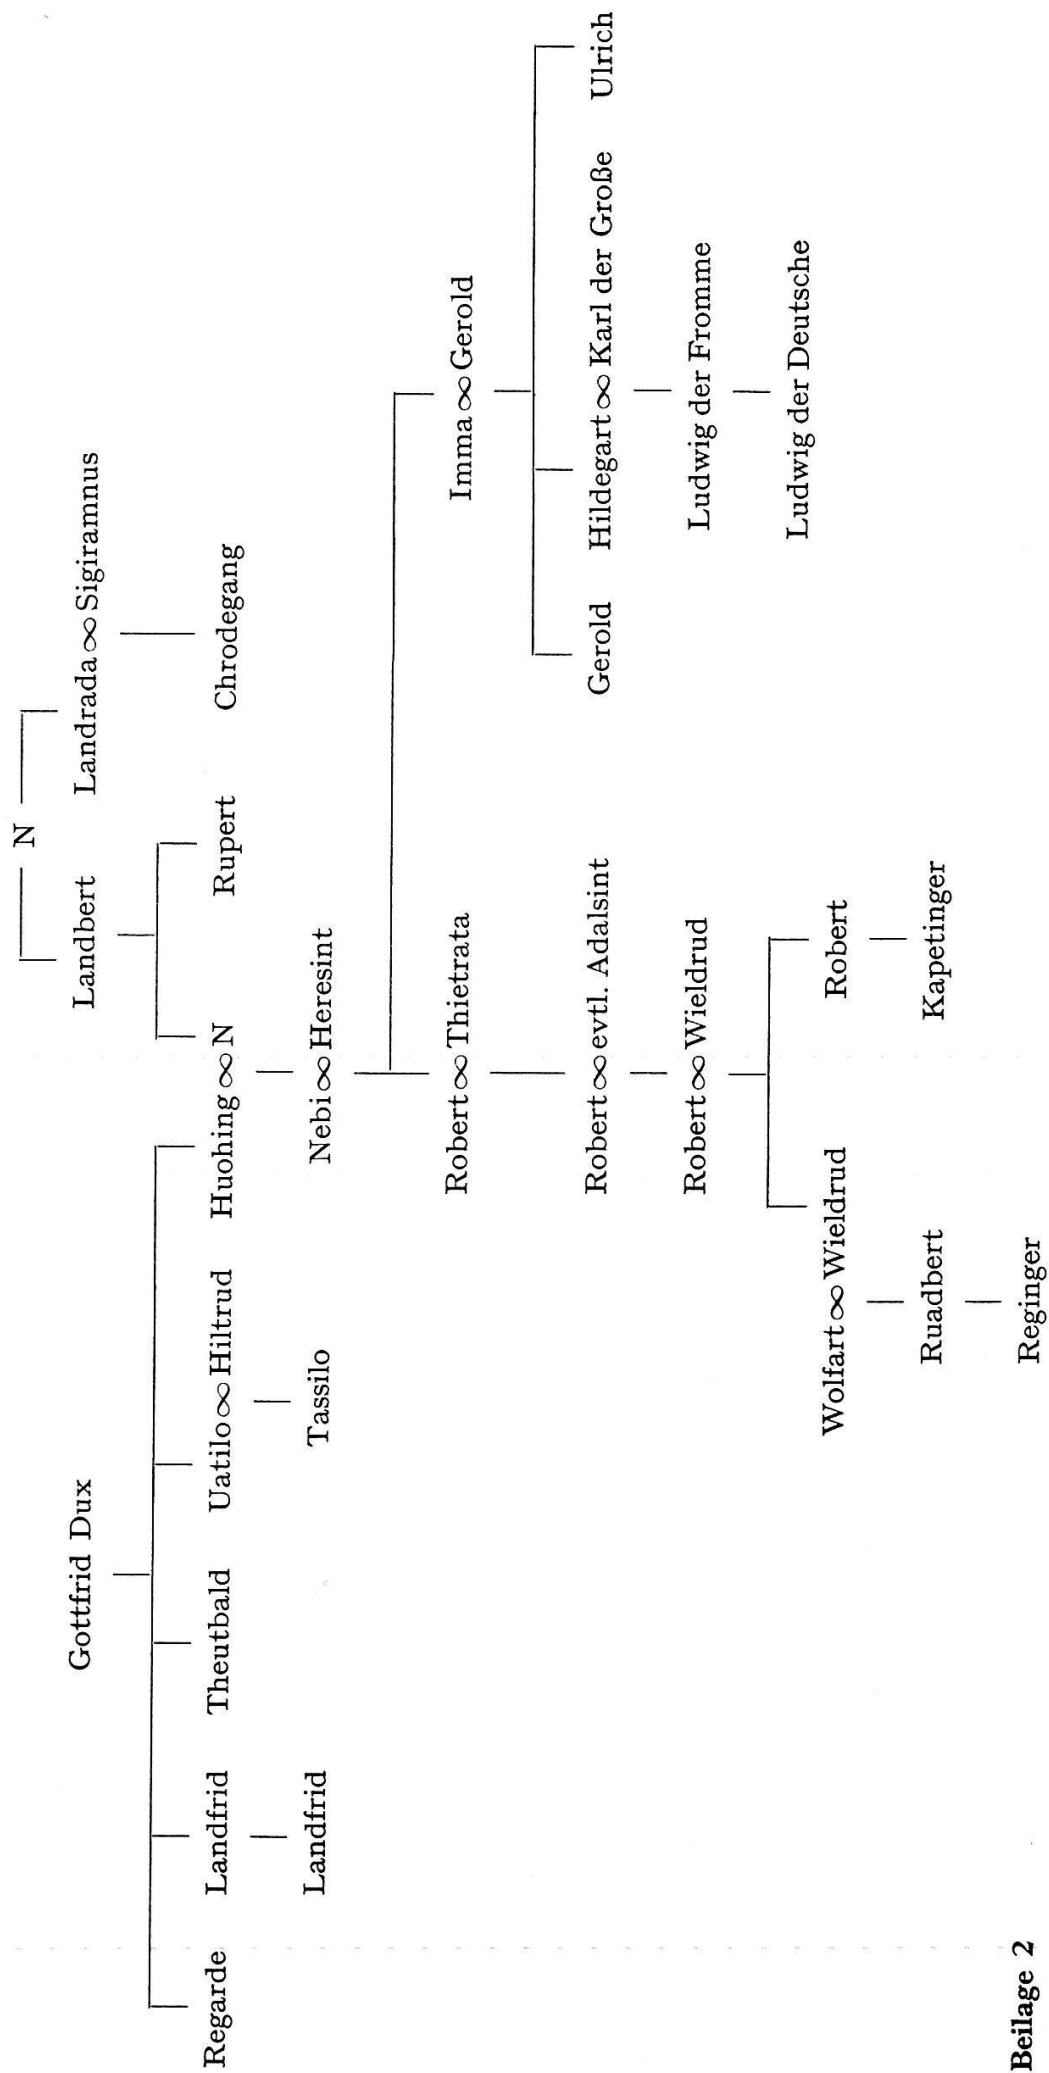 N
Gottfrid Dux
Landbert
Landrada ∞ Sigiramnus
Regarde
Landfrid
Theutbald
Uatilo ∞ Hiltrud
Huohing ∞ N
Rupert
Chrodegang
Landfrid
Tassilo
Nebi ∞ Heresint
Robert ∞ Thietrata
Imma ∞ Gerold
Robert ∞ evtl. Adalsint
Gerold
Hildegart ∞ Karl der Große
Ulrich
Robert ∞ Wieldrud
Ludwig der Fromme
Ludwig der Deutsche
Wolfart ∞ Wieldrud
Robert
Ruadbert
Kapetinger
Reginger
Beilage 2